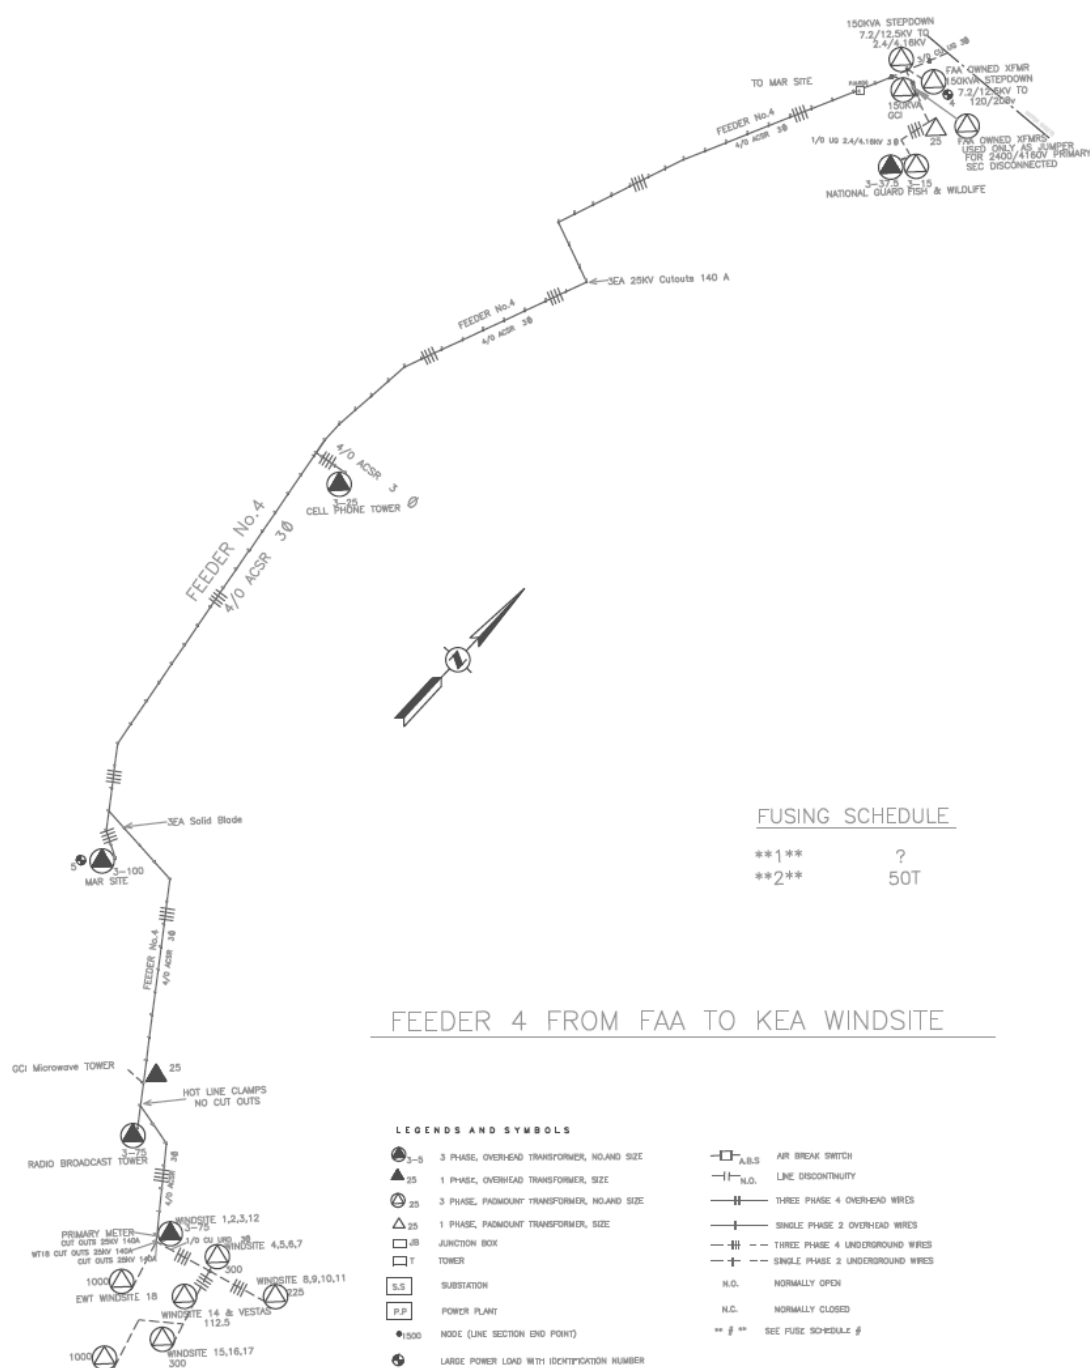 150KVA STEPDOWN
7.2/12.5KV TO
2.4/4.16KV
3/0 CU UG 3Ø
FAA OWNED XFMR
150KVA STEPDOWN
7.2/12.5KV TO
120/208v
4
TO MAR SITE
150KVA
GCI
FEEDER No.4
4/0 ACSR 3Ø
1/0 UG 2.4/4.16KV 3Ø
25
FAA OWNED XFMRS
USED ONLY AS JUMPER
FOR 2400/4160V PRIMARY
SEC DISCONNECTED
3-37.5 3-15
NATIONAL GUARD FISH & WILDLIFE
3EA 25KV Cutouts 140 A
FEEDER No.4
4/0 ACSR 3Ø
4/0 ACSR 3 Ø
3-25
CELL PHONE TOWER
FEEDER No.4
4/0 ACSR 3Ø
3EA Solid Blade
5
3-100
MAR SITE
FUSING SCHEDULE
**1** ?
**2** 50T
FEEDER No.4
4/0 ACSR 3Ø
FEEDER 4 FROM FAA TO KEA WINDSITE
GCI Microwave TOWER
25
HOT LINE CLAMPS
NO CUT OUTS
3-75
RADIO BROADCAST TOWER
4/0 ACSR 3Ø
WINDSITE 1,2,3,12
3-75
PRIMARY METER
CUT OUTS 25KV 140A
WT18 CUT OUTS 25KV 140A
CUT OUTS 25KV 140A
1/0 CU URD 3Ø
WINDSITE 4,5,6,7
300
1000
EWT WINDSITE 18
WINDSITE 8,9,10,11
225
WINDSITE 14 & VESTAS
112.5
WINDSITE 15,16,17
300
1000
LEGENDS AND SYMBOLS
3-5 3 PHASE, OVERHEAD TRANSFORMER, NO.AND SIZE
25 1 PHASE, OVERHEAD TRANSFORMER, SIZE
25 3 PHASE, PADMOUNT TRANSFORMER, NO.AND SIZE
25 1 PHASE, PADMOUNT TRANSFORMER, SIZE
JB JUNCTION BOX
T TOWER
S.S SUBSTATION
P.P POWER PLANT
1500 NODE (LINE SECTION END POINT)
LARGE POWER LOAD WITH IDENTIFICATION NUMBER
A.B.S AIR BREAK SWITCH
N.O. LINE DISCONTINUITY
THREE PHASE 4 OVERHEAD WIRES
SINGLE PHASE 2 OVERHEAD WIRES
THREE PHASE 4 UNDERGROUND WIRES
SINGLE PHASE 2 UNDERGROUND WIRES
N.O. NORMALLY OPEN
N.C. NORMALLY CLOSED
** # ** SEE FUSE SCHEDULE #